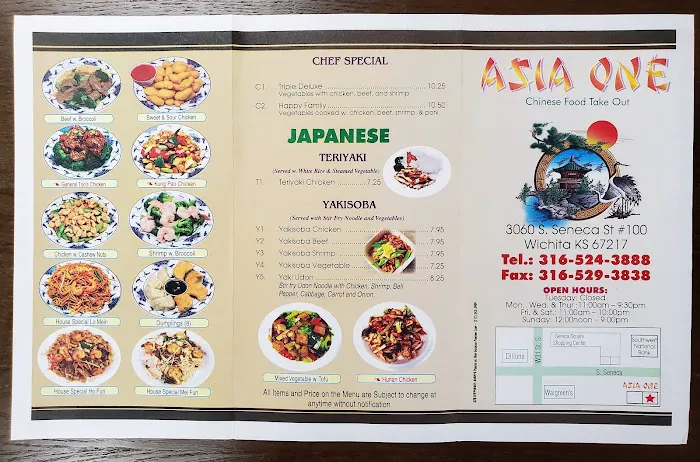 Beef w. Broccoli
Sweet & Sour Chicken
General Tso's Chicken
Kung Pao Chicken
Chicken w. Cashew Nuts
Shrimp w. Broccoli
House Special Lo Mein
Dumplings (8)
House Special Ho Fun
House Special Mei Fun
CHEF SPECIAL
C1. Triple Deluxe 10.25
Vegetables with chicken, beef, and shrimp
C2. Happy Family 10.50
Vegetables cooked w. chicken, beef, shrimp, & pork
JAPANESE
TERIYAKI
(Served w. White Rice & Steamed Vegetable)
T1. Teriyaki Chicken 7.25
YAKISOBA
(Served with Stir Fry Noodle and Vegetables)
Y1 Yakisoba Chicken 7.95
Y2 Yakisoba Beef 7.95
Y3 Yakisoba Shrimp 7.95
Y4 Yakisoba Vegetable 7.25
Y5 Yaki Udon 8.25
Stir fry Udon Noodle with Chicken, Shrimp, Bell
Pepper, Cabbage, Carrot and Onion.
Mixed Vegetable w Tofu
Hunan Chicken
All Items and Price on the Menu are Subject to change at
anytime without notification
ASIA ONE
Chinese Food Take Out
3060 S. Seneca St #100
Wichita KS 67217
Tel.: 316-524-3888
Fax: 316-529-3838
OPEN HOURS:
Tuesday: Closed
Mon. Wed. & Thur.: 11:00am - 9:30pm
Fri. & Sat.: 11:00am - 10:00pm
Sunday: 12:00noon - 9:00pm
Dillons
W 31 St. S
Seneca Square
Shopping Center
Southwest
National
Bank
S. Seneca
Walgreen's
ASIA ONE